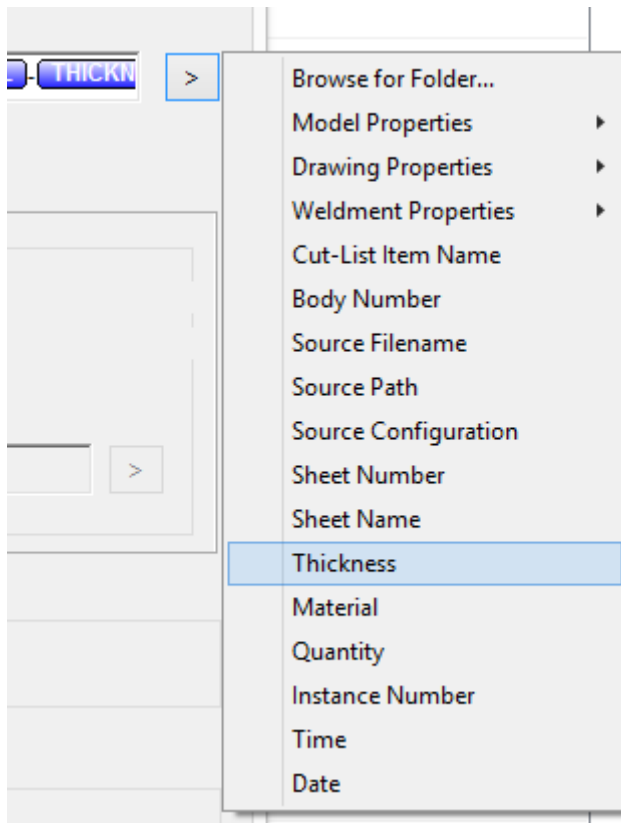 THICKN
>
Browse for Folder...
Model Properties
Drawing Properties
Weldment Properties
Cut-List Item Name
Body Number
Source Filename
Source Path
Source Configuration
>
Sheet Number
Sheet Name
Thickness
Material
Quantity
Instance Number
Time
Date